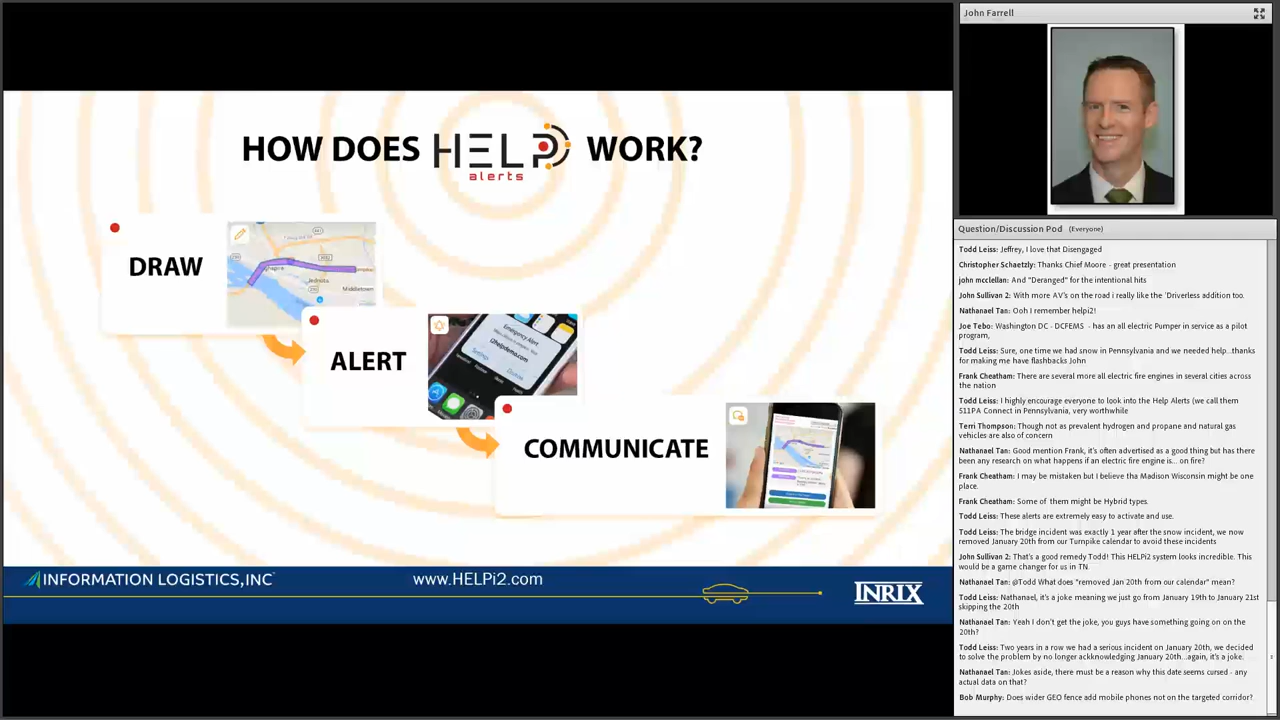 HOW DOES HELP alerts WORK?
DRAW
Middletown
ALERT
Emergency Alert
i2helpdemo.com
Settings
COMMUNICATE
INFORMATION LOGISTICS, INC
www.HELPi2.com
INRIX
John Farrell
Question/Discussion Pod (Everyone)
Todd Leiss: Jeffrey, I love that Disengaged
Christopher Schaetzly: Thanks Chief Moore - great presentation
john mcclellan: And "Deranged" for the intentional hits
John Sullivan 2: With more AV's on the road i really like the 'Driverless addition too.
Nathanael Tan: Ooh I remember helpi2!
Joe Tebo: Washington DC - DCFEMS - has an all electric Pumper in service as a pilot
program,
Todd Leiss: Sure, one time we had snow in Pennsylvania and we needed help...thanks
for making me have flashbacks John
Frank Cheatham: There are several more all electric fire engines in several cities across
the nation
Todd Leiss: I highly encourage everyone to look into the Help Alerts (we call them
511PA Connect in Pennsylvania, very worthwhile
Terri Thompson: Though not as prevalent hydrogen and propane and natural gas
vehicles are also of concern
Nathanael Tan: Good mention Frank, it's often advertised as a good thing but has there
been any research on what happens if an electric fire engine is... on fire?
Frank Cheatham: I may be mistaken but I believe tha Madison Wisconsin might be one
place.
Frank Cheatham: Some of them might be Hybrid types.
Todd Leiss: These alerts are extremely easy to activate and use.
Todd Leiss: The bridge incident was exactly 1 year after the snow incident, we now
removed January 20th from our Turnpike calendar to avoid these incidents
John Sullivan 2: That's a good remedy Todd! This HELPi2 system looks incredible. This
would be a game changer for us in TN
Nathanael Tan: @Todd What does "removed Jan 20th from our calendar" mean?
Todd Leiss: Nathanael, it's a joke meaning we just go from January 19th to January 21st
skipping the 20th
Nathanael Tan: Yeah I don't get the joke, you guys have something going on on the
20th?
Todd Leiss: Two years in a row we had a serious incident on January 20th, we decided
to solve the problem by no longer ackknowledging January 20th...again, it's a joke.
Nathanael Tan: Jokes aside, there must be a reason why this date seems cursed - any
actual data on that?
Bob Murphy: Does wider GEO fence add mobile phones not on the targeted corridor?